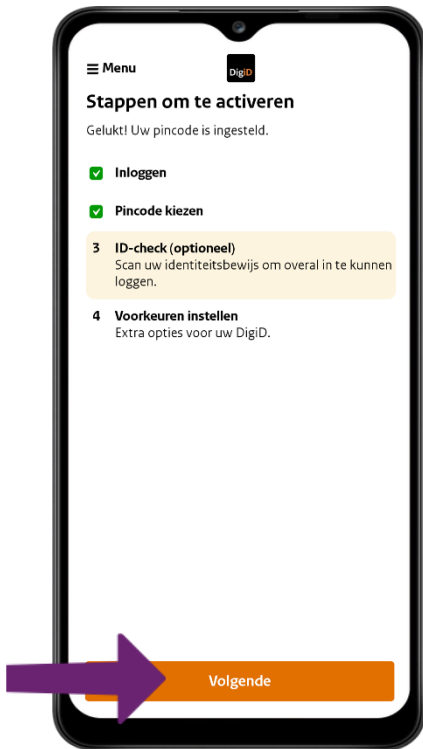 Menu
DigiD
Stappen om te activeren
Gelukt! Uw pincode is ingesteld.
Inloggen
Pincode kiezen
3 ID-check (optioneel)
Scan uw identiteitsbewijs om overal in te kunnen
loggen.
4 Voorkeuren instellen
Extra opties voor uw DigiD.
Volgende